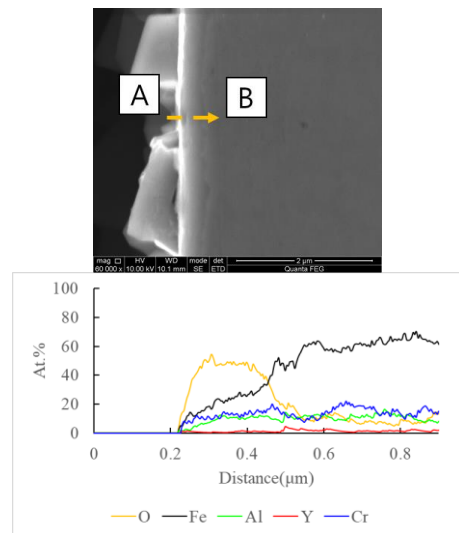 A
B
mag □ HV WD mode det
60 000 x 10.00 kV 10.1 mm SE ETD
2 µm
Quanta FEG
100
80
60
40
20
0
At.%
0 0.2 0.4 0.6 0.8
Distance(µm)
O Fe Al Y Cr